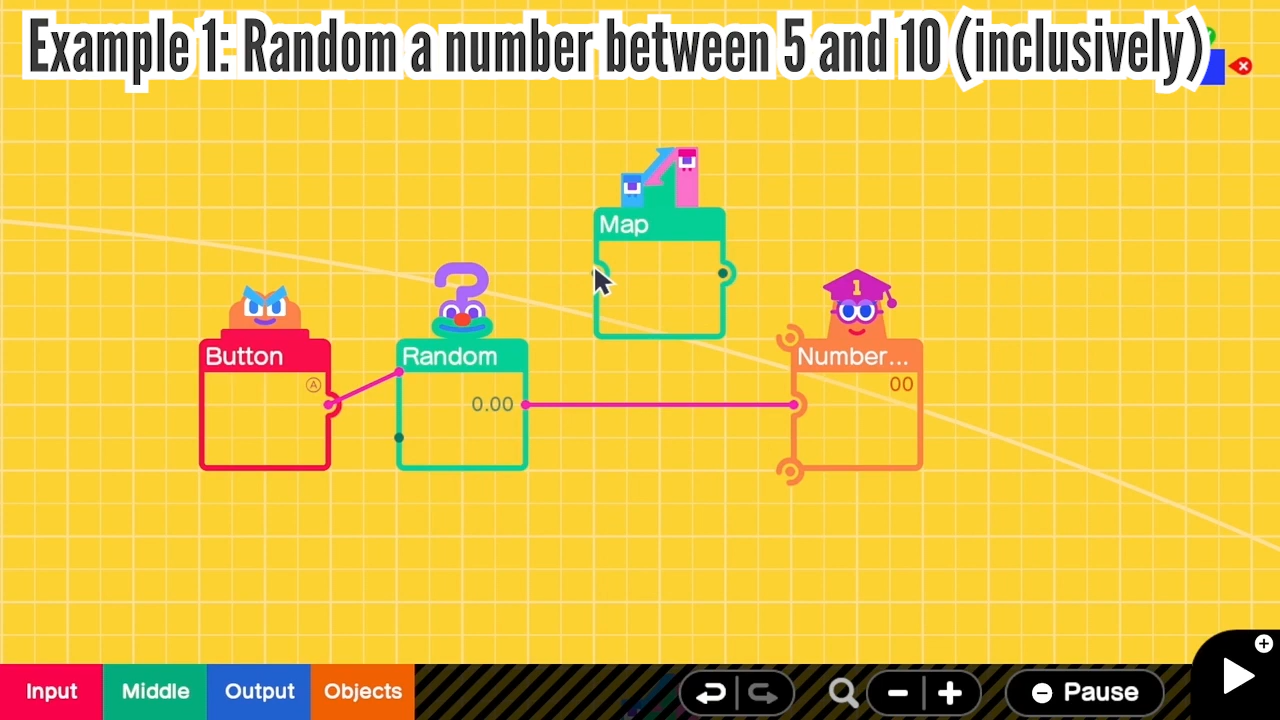 Example 1: Random a number between 5 and 10 (inclusively)
Map
1
Button
Random
Number...
A
00
0.00
Input
Middle
Output
Objects
Pause